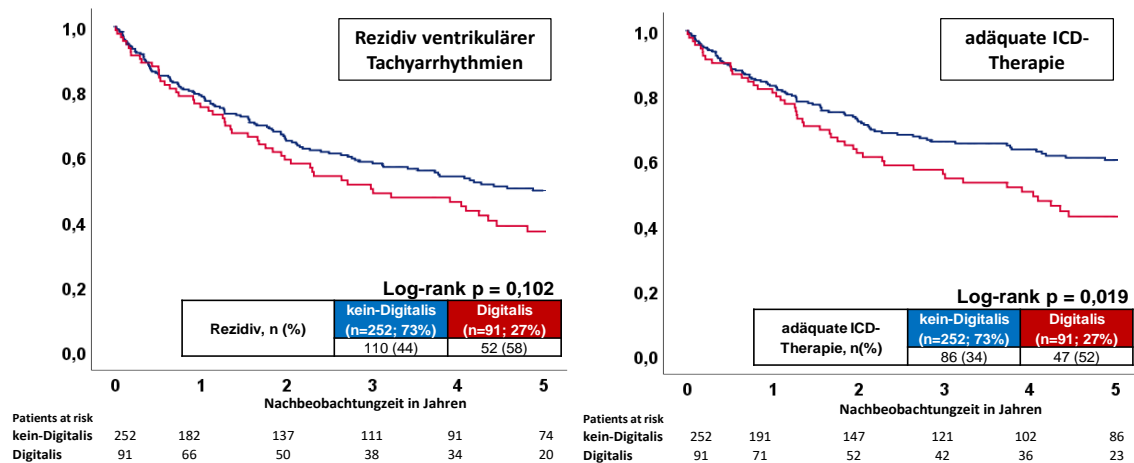 Rezidiv ventrikulärer
Tachyarrhythmien
1,0
0,8
0,6
0,4
0,2
0,0
Log-rank p = 0,102
Rezidiv, n (%)
kein-Digitalis
(n=252; 73%)
Digitalis
(n=91; 27%)
110 (44)
52 (58)
0 1 2 3 4 5
Nachbeobachtungzeit in Jahren
Patients at risk
kein-Digitalis 252 182 137 111 91 74
Digitalis 91 66 50 38 34 20
adäquate ICD-
Therapie
1,0
0,8
0,6
0,4
0,2
0,0
Log-rank p = 0,019
adäquate ICD-
Therapie, n(%)
kein-Digitalis
(n=252; 73%)
Digitalis
(n=91; 27%)
86 (34)
47 (52)
0 1 2 3 4 5
Nachbeobachtungzeit in Jahren
Patients at risk
kein-Digitalis 252 191 147 121 102 86
Digitalis 91 71 52 42 36 23